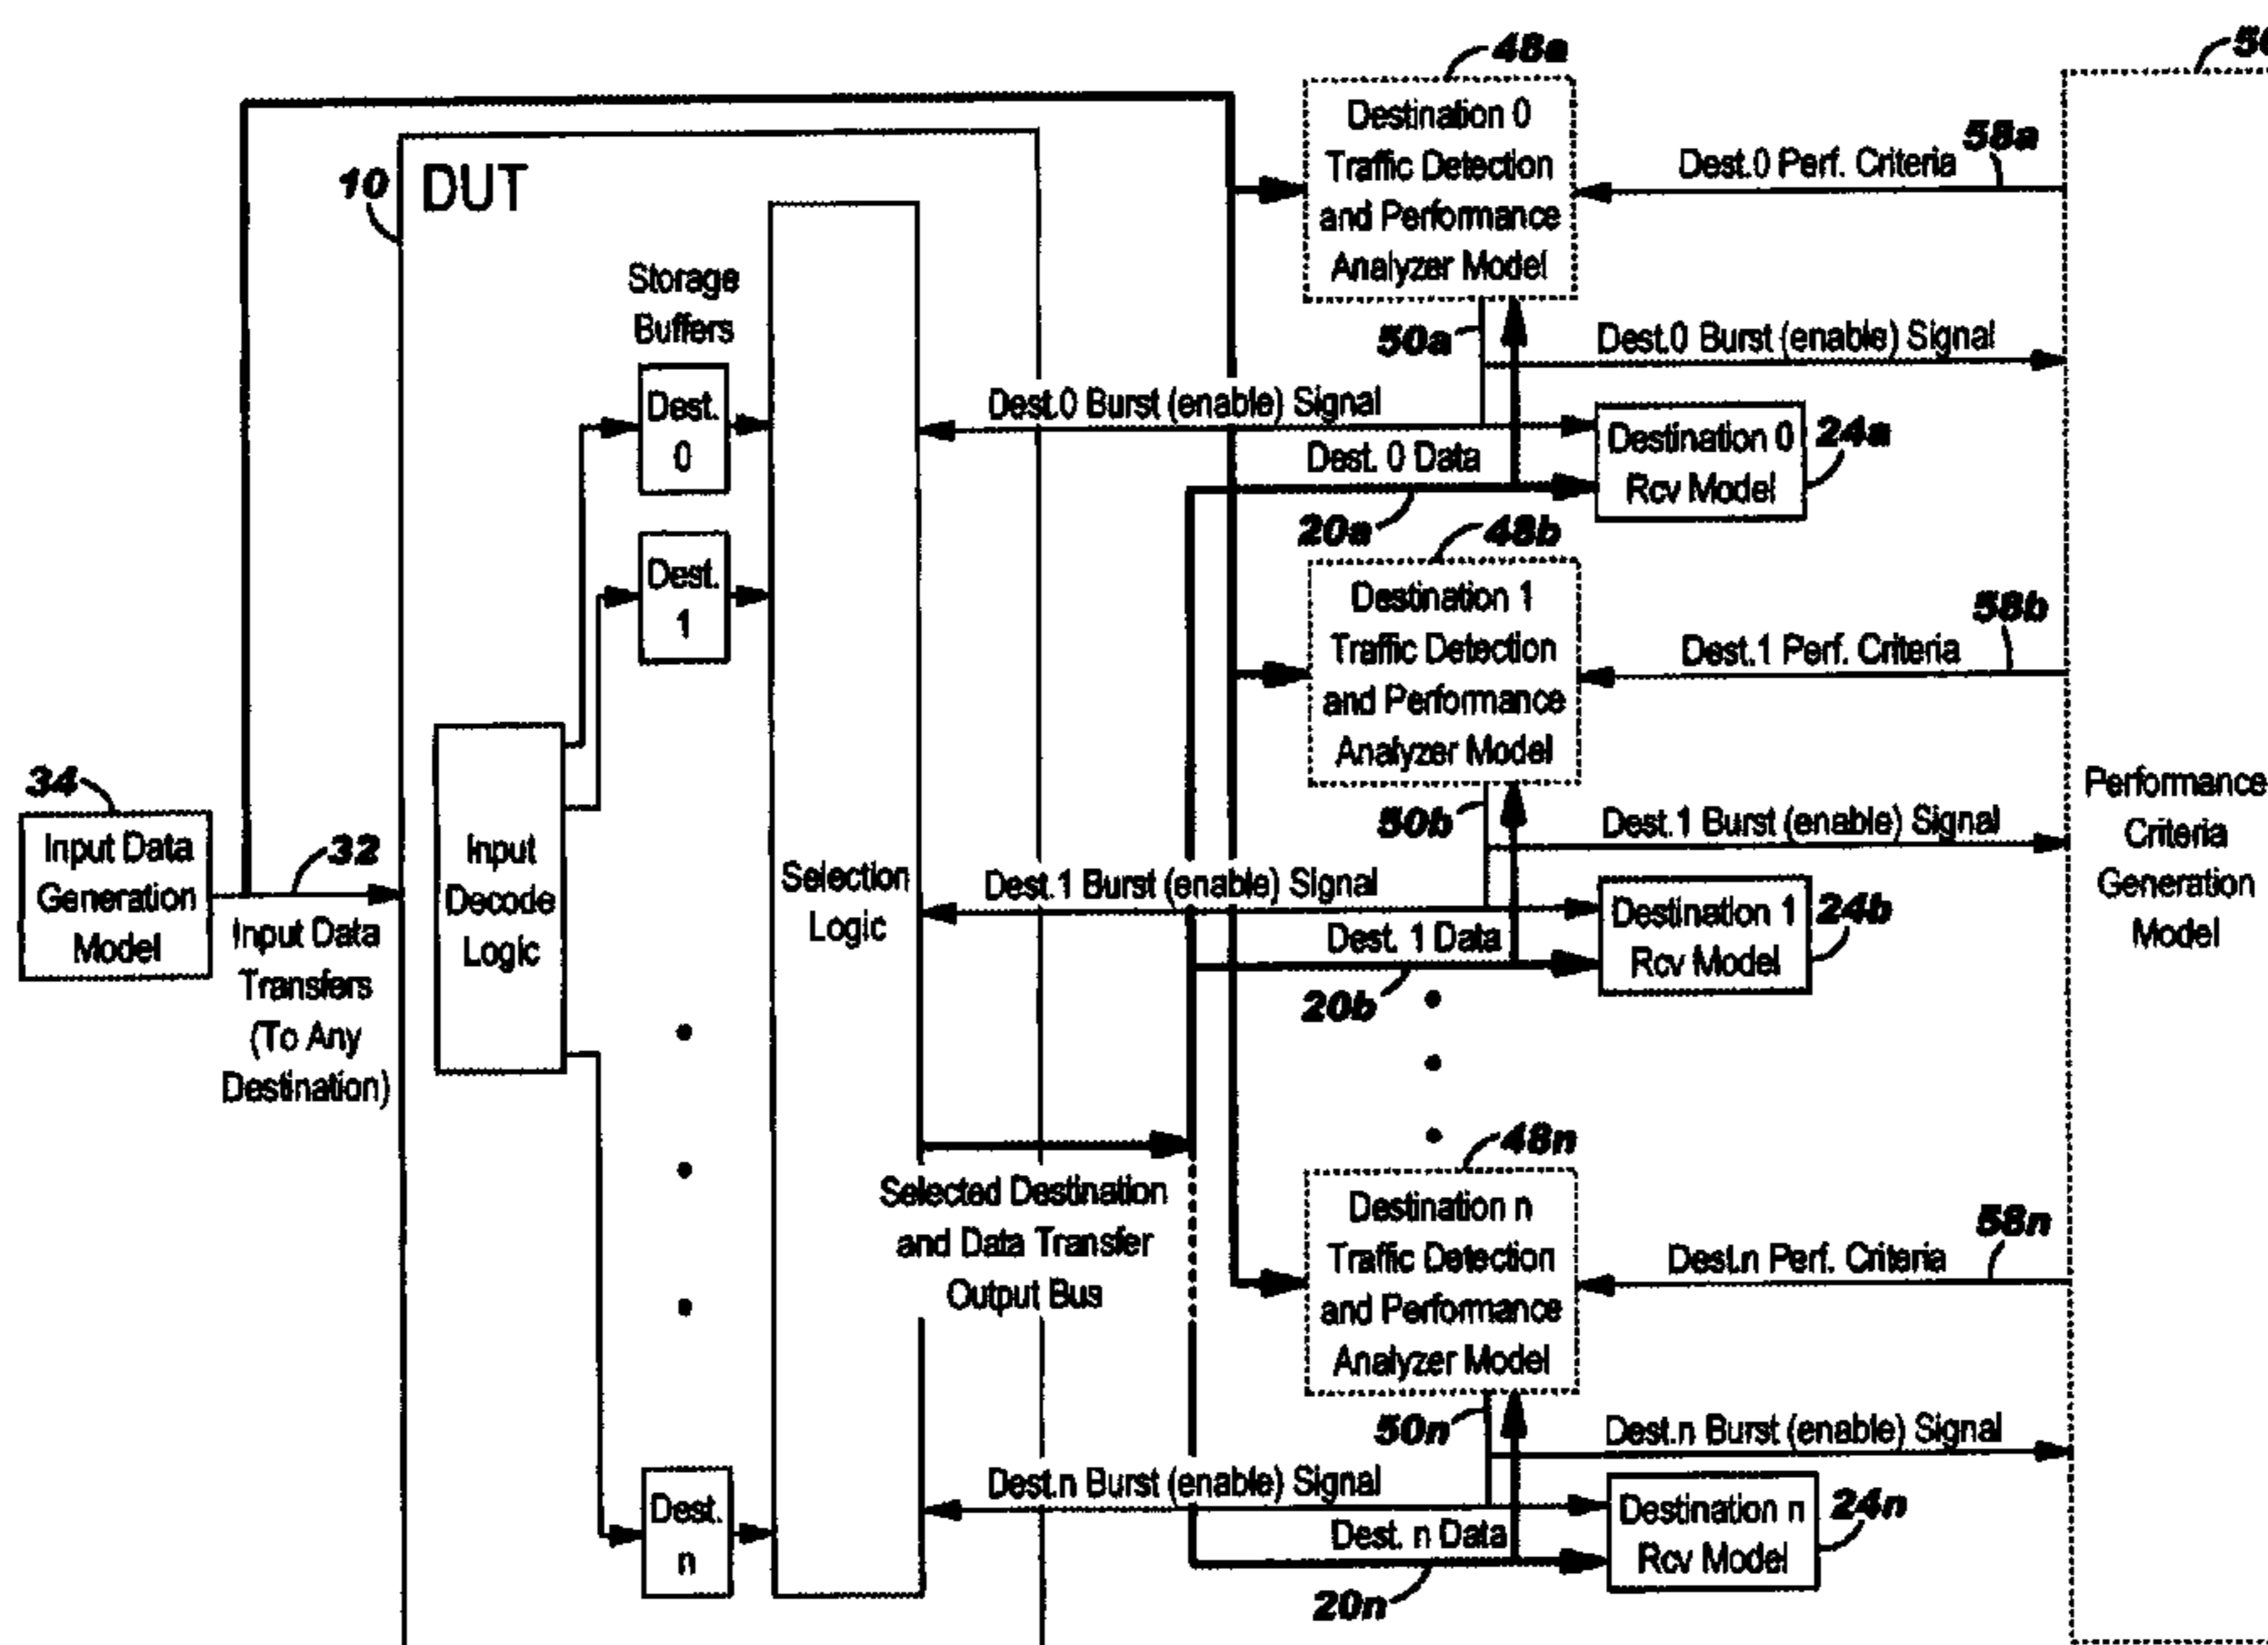 48a
Destination 0
Traffic Detection
and Performance
Analyzer Model
58a
Dest.0 Perf. Criteria
10
DUT
Storage
Buffers
50a
Dest.0 Burst (enable) Signal
Dest.
0
Dest.0 Burst (enable) Signal
Dest. 0 Data
Destination 0
Rcv Model
24a
20a
48b
Dest.
1
Destination 1
Traffic Detection
and Performance
Analyzer Model
58b
Dest.1 Perf. Criteria
34
Input Data
Generation
Model
32
Input Data
Transfers
(To Any
Destination)
Input
Decode
Logic
Selection
Logic
50b
Dest.1 Burst (enable) Signal
Dest.1 Burst (enable) Signal
Dest. 1 Data
Destination 1
Rcv Model
24b
20b
Performance
Criteria
Generation
Model
Selected Destination
and Data Transfer
Output Bus
48n
Destination n
Traffic Detection
and Performance
Analyzer Model
58n
Dest.n Perf. Criteria
50n
Dest.n Burst (enable) Signal
Dest.
n
Dest.n Burst (enable) Signal
Dest. n Data
Destination n
Rcv Model
24n
20n